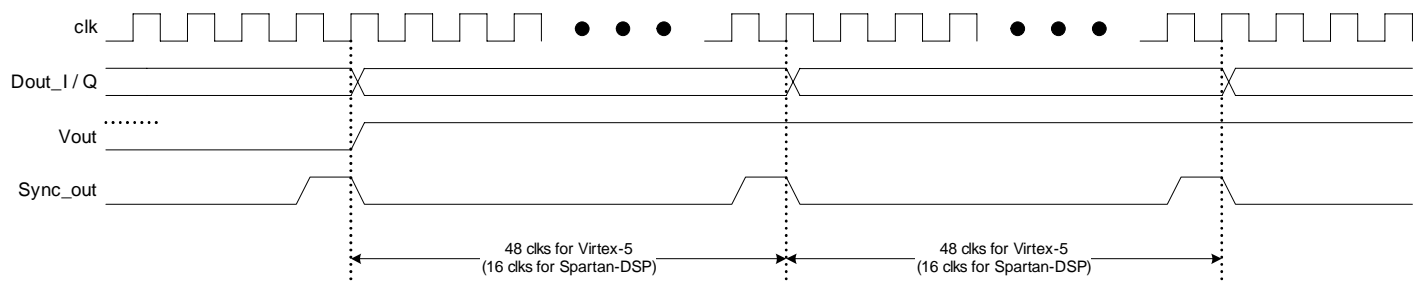 clk
Dout_I / Q
Vout
Sync_out
48 clks for Virtex-5
(16 clks for Spartan-DSP)
48 clks for Virtex-5
(16 clks for Spartan-DSP)